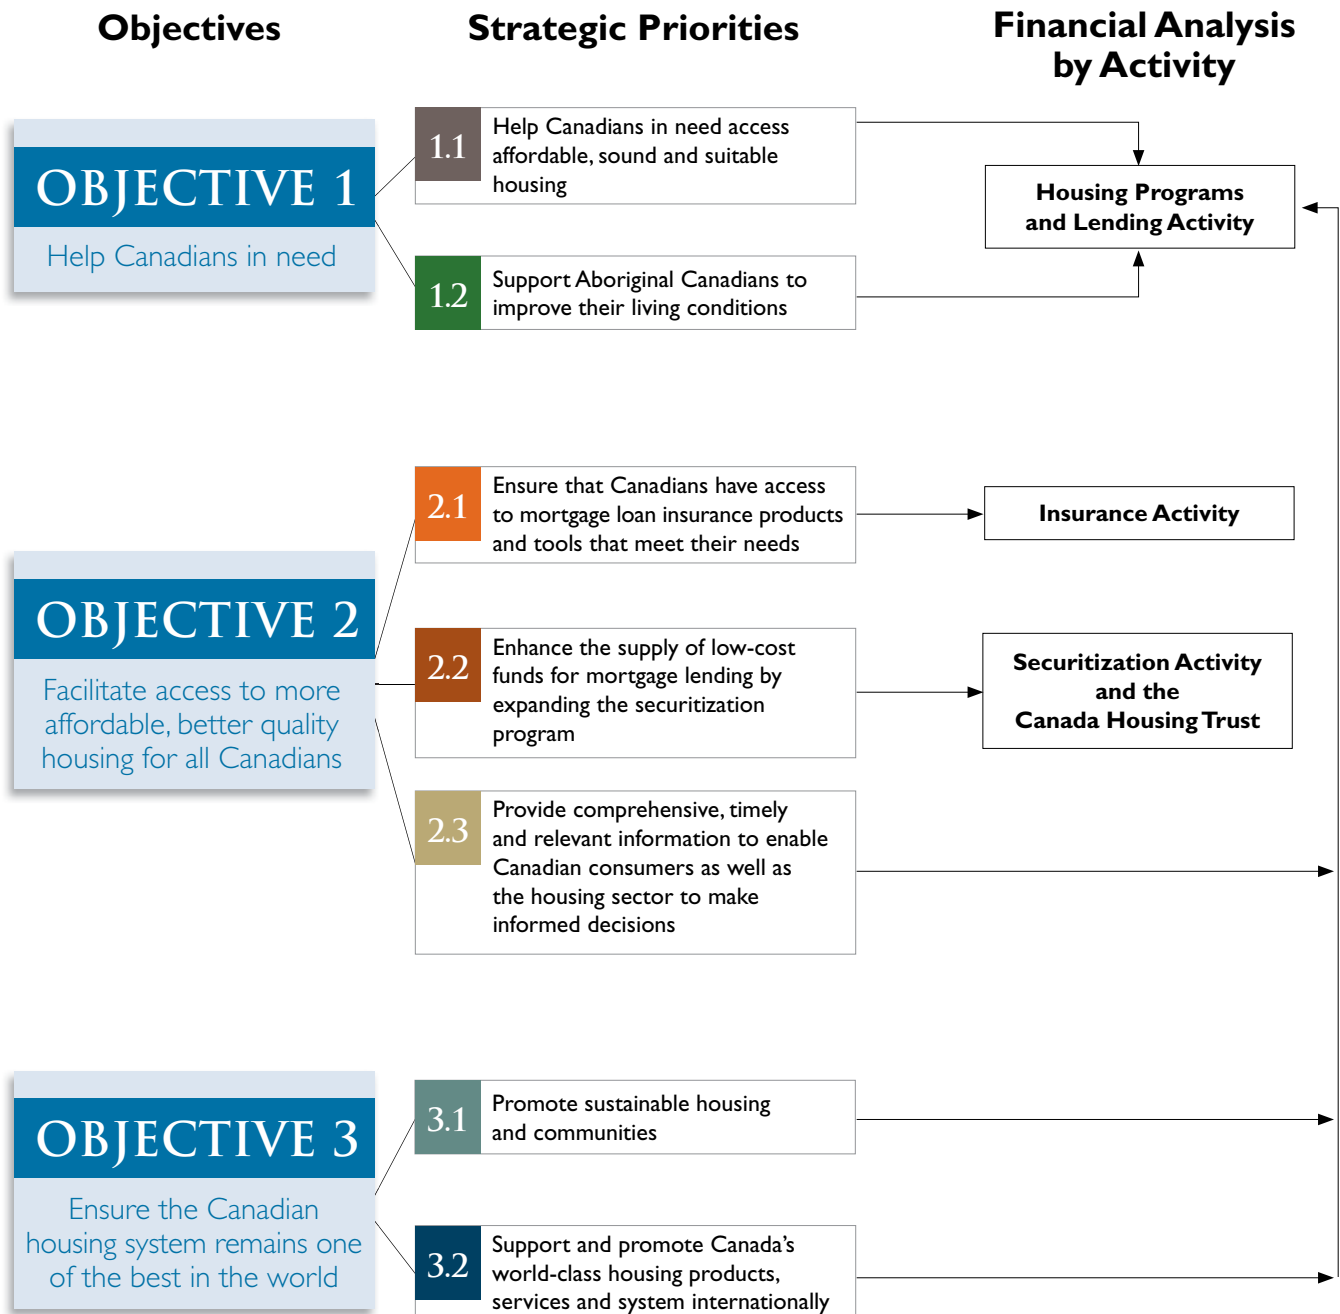 Objectives
Strategic Priorities
Financial Analysis
by Activity
OBJECTIVE 1
Help Canadians in need
1.1
Help Canadians in need access
affordable, sound and suitable
housing
1.2
Support Aboriginal Canadians to
improve their living conditions
Housing Programs
and Lending Activity
OBJECTIVE 2
Facilitate access to more
affordable, better quality
housing for all Canadians
2.1
Ensure that Canadians have access
to mortgage loan insurance products
and tools that meet their needs
Insurance Activity
2.2
Enhance the supply of low-cost
funds for mortgage lending by
expanding the securitization
program
Securitization Activity
and the
Canada Housing Trust
2.3
Provide comprehensive, timely
and relevant information to enable
Canadian consumers as well as
the housing sector to make
informed decisions
OBJECTIVE 3
Ensure the Canadian
housing system remains one
of the best in the world
3.1
Promote sustainable housing
and communities
3.2
Support and promote Canada’s
world-class housing products,
services and system internationally